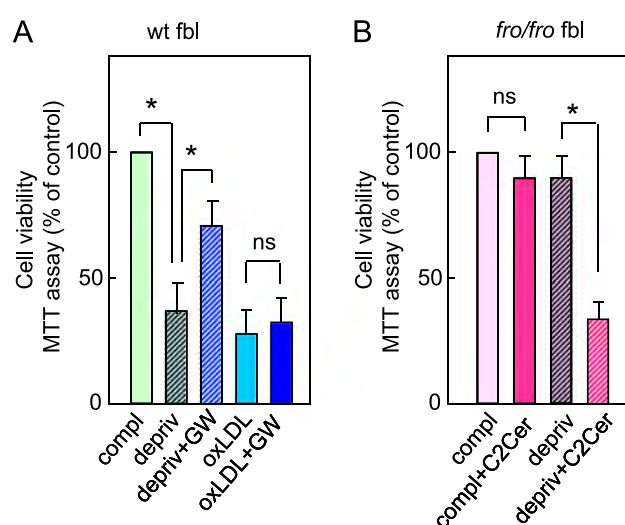 A
wt fbl
Cell viability
MTT assay (% of control)
100
50
0
*
*
ns
compl
depriv
depriv+GW
oxLDL
oxLDL+GW
B
fro/fro fbl
Cell viability
MTT assay (% of control)
100
50
0
ns
*
compl
compl+C2Cer
depriv
depriv+C2Cer